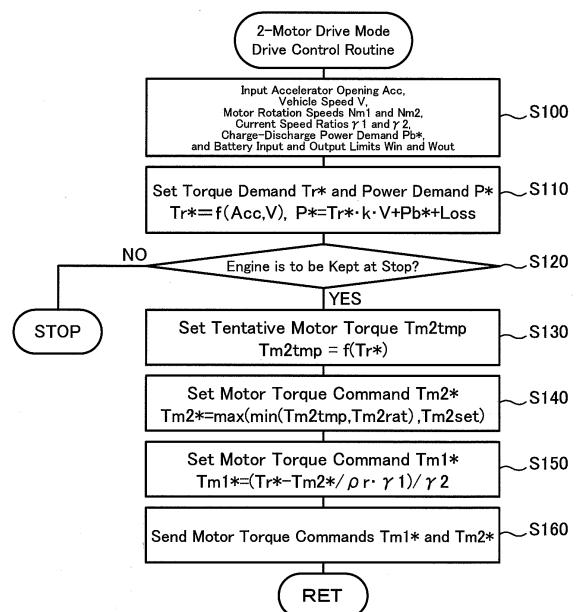 2-Motor Drive Mode
Drive Control Routine
Input Accelerator Opening Acc,
Vehicle Speed V,
Motor Rotation Speeds Nm1 and Nm2,
Current Speed Ratios γ1 and γ2,
Charge-Discharge Power Demand Pb*,
and Battery Input and Output Limits Win and Wout
S100
Set Torque Demand Tr* and Power Demand P*
Tr*=f(Acc,V), P*=Tr*·k·V+Pb*+Loss
S110
NO
Engine is to be Kept at Stop?
S120
YES
STOP
Set Tentative Motor Torque Tm2tmp
Tm2tmp = f(Tr*)
S130
Set Motor Torque Command Tm2*
Tm2*=max(min(Tm2tmp,Tm2rat),Tm2set)
S140
Set Motor Torque Command Tm1*
Tm1*=(Tr*-Tm2*/ρr·γ1)/γ2
S150
Send Motor Torque Commands Tm1* and Tm2*
S160
RET